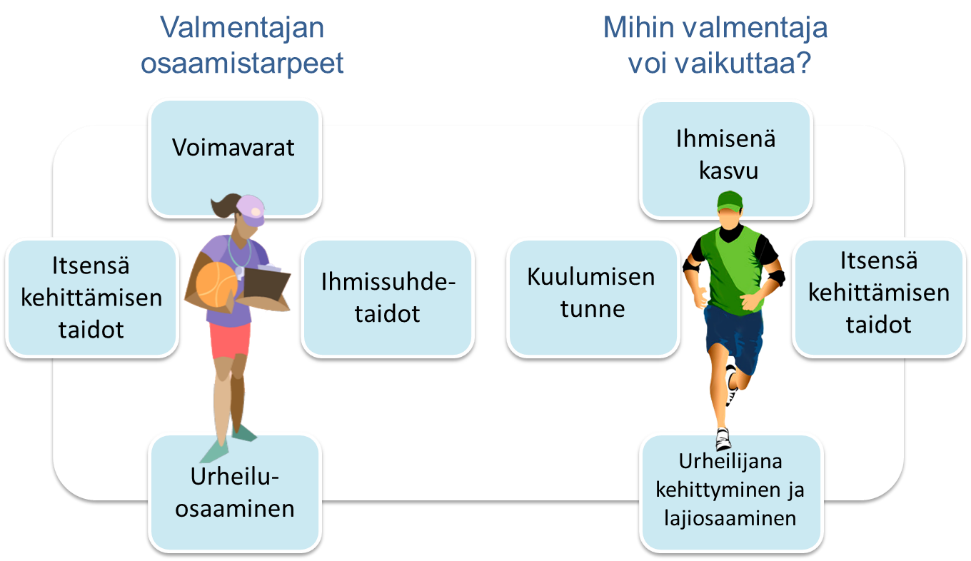 Valmentajan
osaamistarpeet
Voimavarat
Itsensä
kehittämisen
taidot
Ihmissuhde-
taidot
Urheilu-
osaaminen
Mihin valmentaja
voi vaikuttaa?
Ihmisenä
kasvu
Kuulumisen
tunne
Itsensä
kehittämisen
taidot
Urheilijana
kehittyminen ja
lajiosaaminen